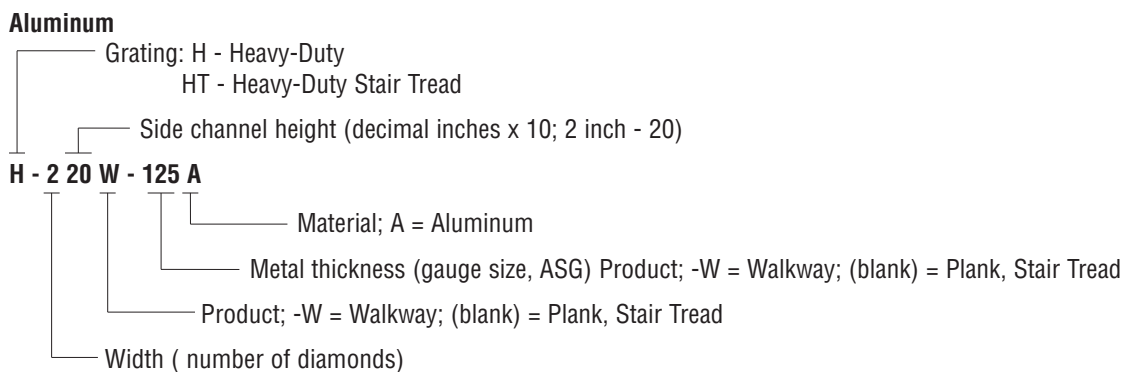 Aluminum
Grating: H - Heavy-Duty
HT - Heavy-Duty Stair Tread
Side channel height (decimal inches x 10; 2 inch - 20)
H - 2 20 W - 125 A
Material; A = Aluminum
Metal thickness (gauge size, ASG) Product; -W = Walkway; (blank) = Plank, Stair Tread
Product; -W = Walkway; (blank) = Plank, Stair Tread
Width ( number of diamonds)